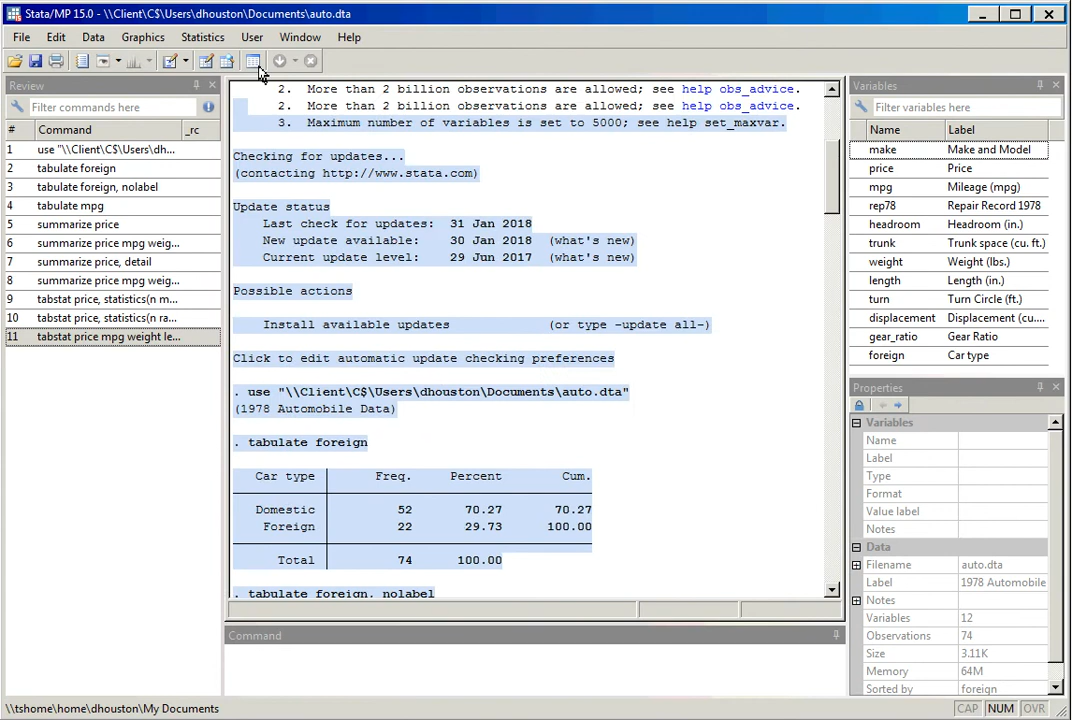 Stata/MP 15.0 - \\Client\C$\Users\dhouston\Documents\auto.dta
File Edit Data Graphics Statistics User Window Help
Review
Filter commands here
# Command _rc
1 use "\\Client\C$\Users\dh...
2 tabulate foreign
3 tabulate foreign, nolabel
4 tabulate mpg
5 summarize price
6 summarize price mpg weig...
7 summarize price, detail
8 summarize price mpg weig...
9 tabstat price, statistics(n m...
10 tabstat price, statistics(n ra...
11 tabstat price mpg weight le...
2. More than 2 billion observations are allowed; see help obs_advice.
2. More than 2 billion observations are allowed; see help obs_advice.
3. Maximum number of variables is set to 5000; see help set_maxvar.
Checking for updates...
(contacting http://www.stata.com)
Update status
Last check for updates: 31 Jan 2018
New update available: 30 Jan 2018 (what's new)
Current update level: 29 Jun 2017 (what's new)
Possible actions
Install available updates (or type -update all-)
Click to edit automatic update checking preferences
. use "\\Client\C$\Users\dhouston\Documents\auto.dta"
(1978 Automobile Data)
. tabulate foreign
Car type Freq. Percent Cum.
Domestic 52 70.27 70.27
Foreign 22 29.73 100.00
Total 74 100.00
. tabulate foreign, nolabel
Command
Variables
Filter variables here
Name Label
make Make and Model
price Price
mpg Mileage (mpg)
rep78 Repair Record 1978
headroom Headroom (in.)
trunk Trunk space (cu. ft.)
weight Weight (lbs.)
length Length (in.)
turn Turn Circle (ft.)
displacement Displacement (cu....
gear_ratio Gear Ratio
foreign Car type
Properties
Variables
Name
Label
Type
Format
Value label
Notes
Data
Filename auto.dta
Label 1978 Automobile
Notes
Variables 12
Observations 74
Size 3.11K
Memory 64M
Sorted by foreign
\\tshome\home\dhouston\My Documents
CAP NUM OVR